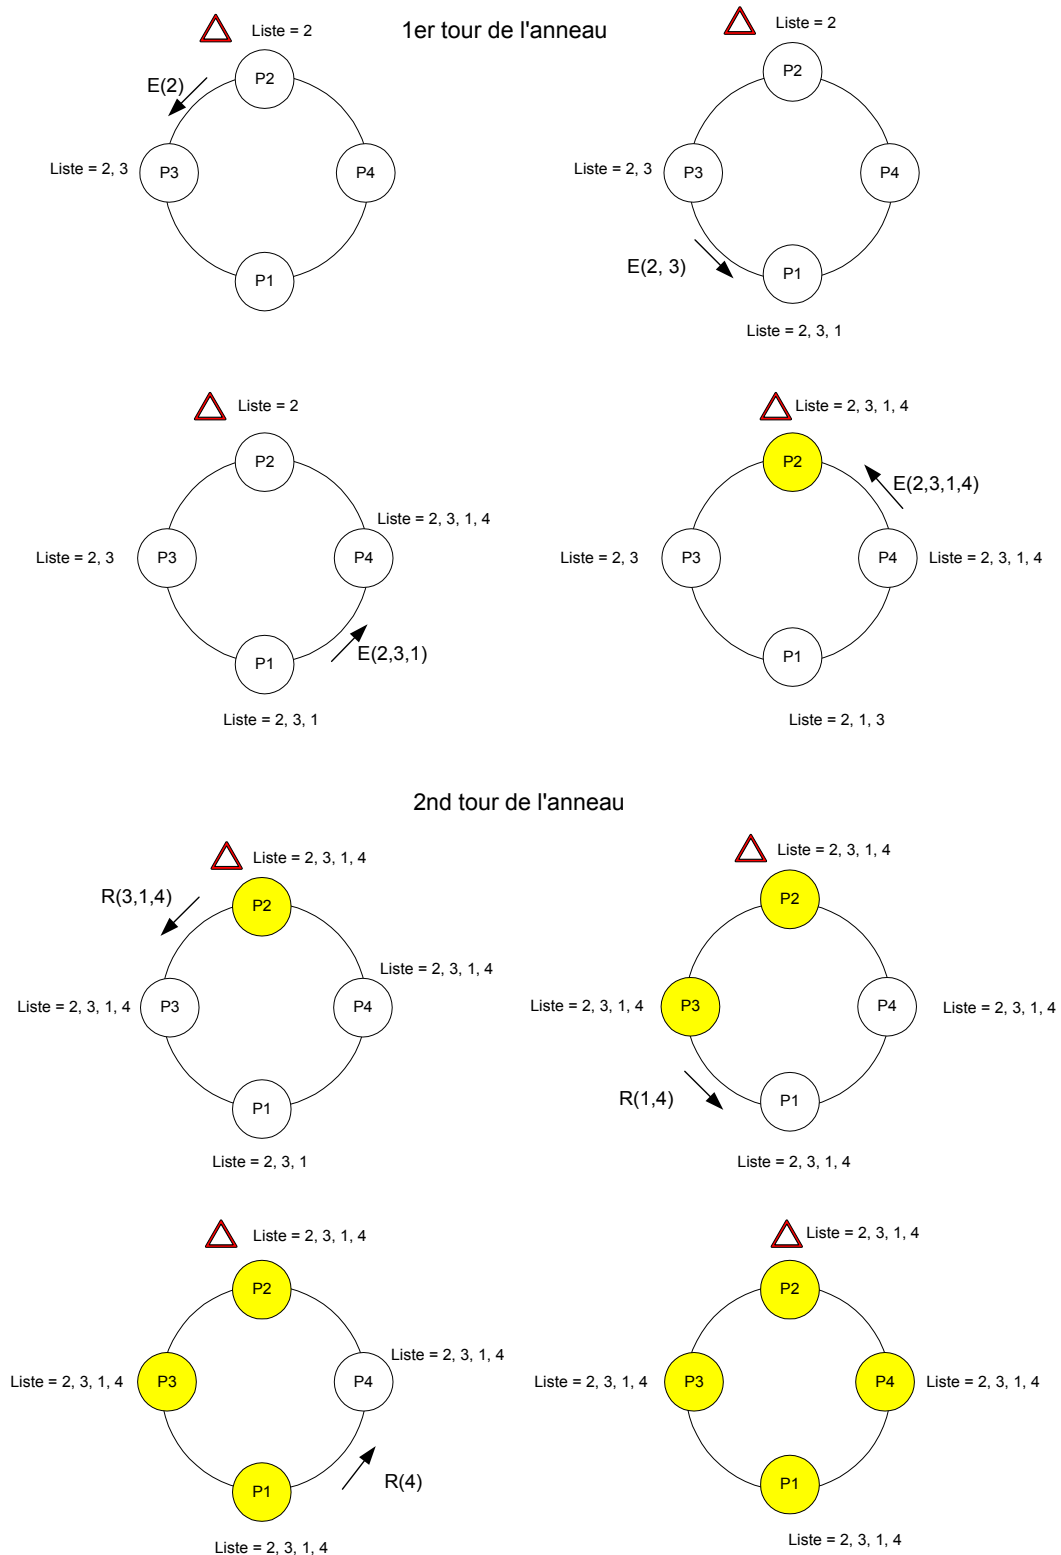 1er tour de l'anneau
Liste = 2
E(2)
P2
Liste = 2, 3
P3
P4
P1
Liste = 2
P2
Liste = 2, 3
P3
P4
E(2, 3)
P1
Liste = 2, 3, 1
Liste = 2
P2
Liste = 2, 3, 1, 4
Liste = 2, 3
P3
P4
E(2,3,1)
P1
Liste = 2, 3, 1
Liste = 2, 3, 1, 4
P2
E(2,3,1,4)
Liste = 2, 3
P3
P4
Liste = 2, 3, 1, 4
P1
Liste = 2, 1, 3
2nd tour de l'anneau
Liste = 2, 3, 1, 4
R(3,1,4)
P2
Liste = 2, 3, 1, 4
Liste = 2, 3, 1, 4
P3
P4
P1
Liste = 2, 3, 1
Liste = 2, 3, 1, 4
P2
Liste = 2, 3, 1, 4
P3
P4
Liste = 2, 3, 1, 4
R(1,4)
P1
Liste = 2, 3, 1, 4
Liste = 2, 3, 1, 4
P2
Liste = 2, 3, 1, 4
Liste = 2, 3, 1, 4
P3
P4
R(4)
P1
Liste = 2, 3, 1, 4
Liste = 2, 3, 1, 4
P2
Liste = 2, 3, 1, 4
P3
P4
Liste = 2, 3, 1, 4
P1
Liste = 2, 3, 1, 4